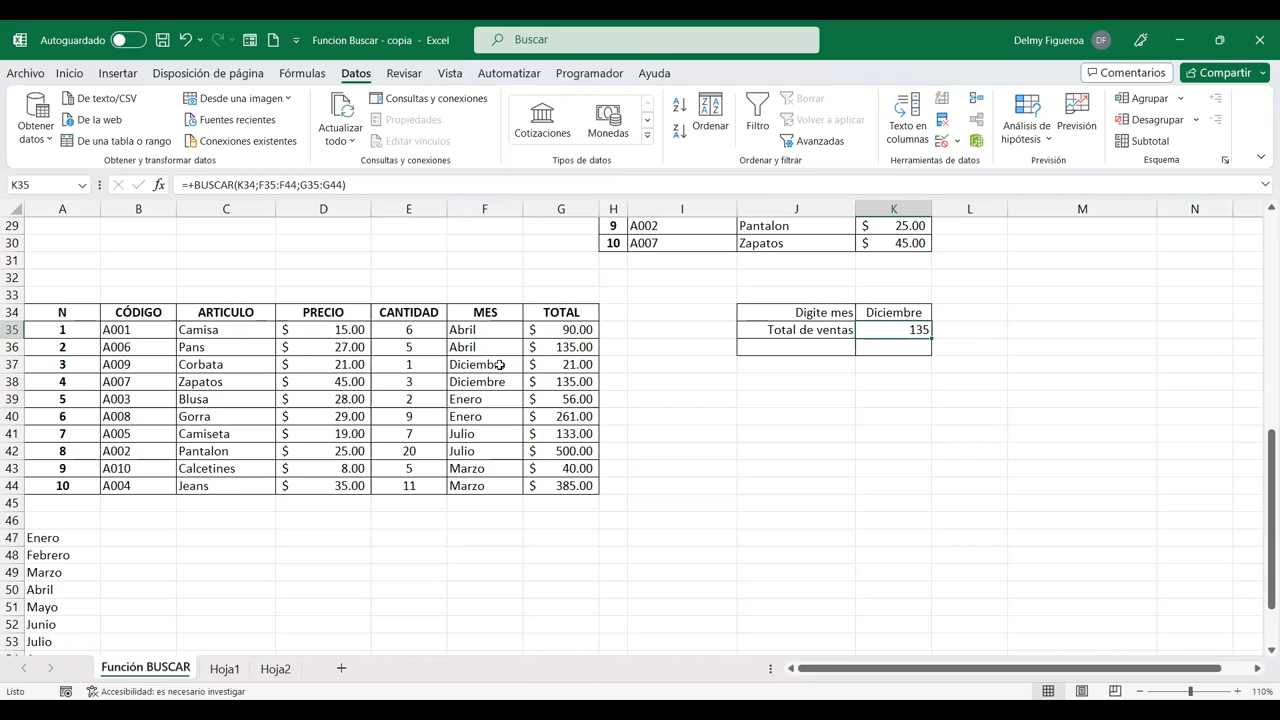 Autoguardado
Funcion Buscar - copia - Excel
Buscar
Delmy Figueroa DF
Archivo Inicio Insertar Disposición de página Fórmulas Datos Revisar Vista Automatizar Programador Ayuda
Comentarios Compartir
Obtener datos
De texto/CSV
De la web
De una tabla o rango
Desde una imagen
Fuentes recientes
Conexiones existentes
Obtener y transformar datos
Actualizar todo
Consultas y conexiones
Propiedades
Editar vínculos
Consultas y conexiones
Cotizaciones
Monedas
Tipos de datos
Ordenar
Filtro
Borrar
Volver a aplicar
Avanzadas
Ordenar y filtrar
Texto en columnas
Herramientas de datos
Análisis de hipótesis
Previsión
Previsión
Agrupar
Desagrupar
Subtotal
Esquema
K35 fx =+BUSCAR(K34;F35:F44;G35:G44)
A B C D E F G H I J K L M N
29 9 A002 Pantalon $ 25.00
30 10 A007 Zapatos $ 45.00
31
32
33
34 N CÓDIGO ARTICULO PRECIO CANTIDAD MES TOTAL Digite mes Diciembre
35 1 A001 Camisa $ 15.00 6 Abril $ 90.00 Total de ventas 135
36 2 A006 Pans $ 27.00 5 Abril $ 135.00
37 3 A009 Corbata $ 21.00 1 Diciembre $ 21.00
38 4 A007 Zapatos $ 45.00 3 Diciembre $ 135.00
39 5 A003 Blusa $ 28.00 2 Enero $ 56.00
40 6 A008 Gorra $ 29.00 9 Enero $ 261.00
41 7 A005 Camiseta $ 19.00 7 Julio $ 133.00
42 8 A002 Pantalon $ 25.00 20 Julio $ 500.00
43 9 A010 Calcetines $ 8.00 5 Marzo $ 40.00
44 10 A004 Jeans $ 35.00 11 Marzo $ 385.00
45
46
47 Enero
48 Febrero
49 Marzo
50 Abril
51 Mayo
52 Junio
53 Julio
Función BUSCAR Hoja1 Hoja2
Listo Accesibilidad: es necesario investigar 110%